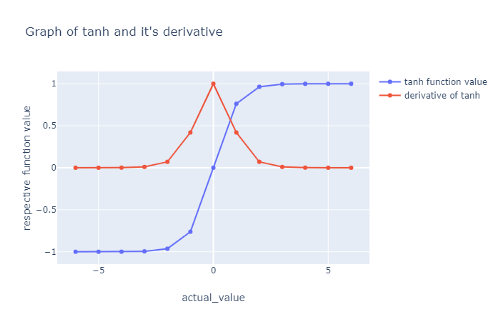 Graph of tanh and it's derivative
tanh function value
derivative of tanh
respective function value
1
0.5
0
−0.5
−1
−5
0
5
actual_value